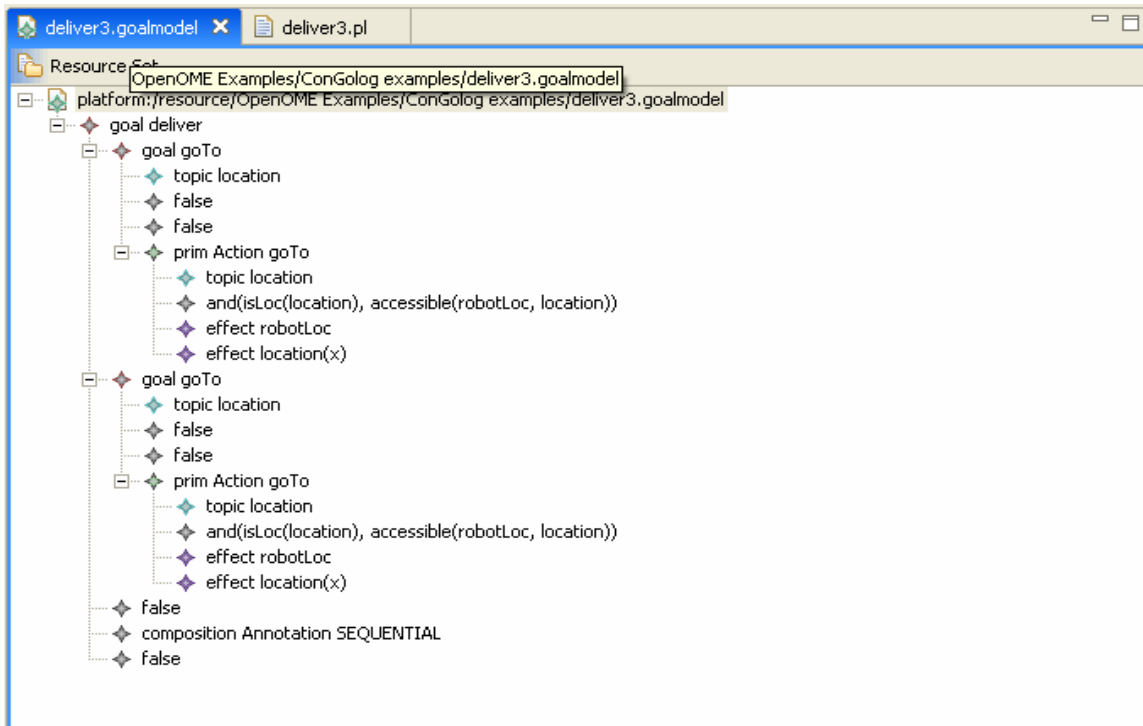 deliver3.goalmodel deliver3.pl
Resource Set
OpenOME Examples/ConGolog examples/deliver3.goalmodel
platform:/resource/OpenOME Examples/ConGolog examples/deliver3.goalmodel
goal deliver
goal goTo
topic location
false
false
prim Action goTo
topic location
and(isLoc(location), accessible(robotLoc, location))
effect robotLoc
effect location(x)
goal goTo
topic location
false
false
prim Action goTo
topic location
and(isLoc(location), accessible(robotLoc, location))
effect robotLoc
effect location(x)
false
composition Annotation SEQUENTIAL
false